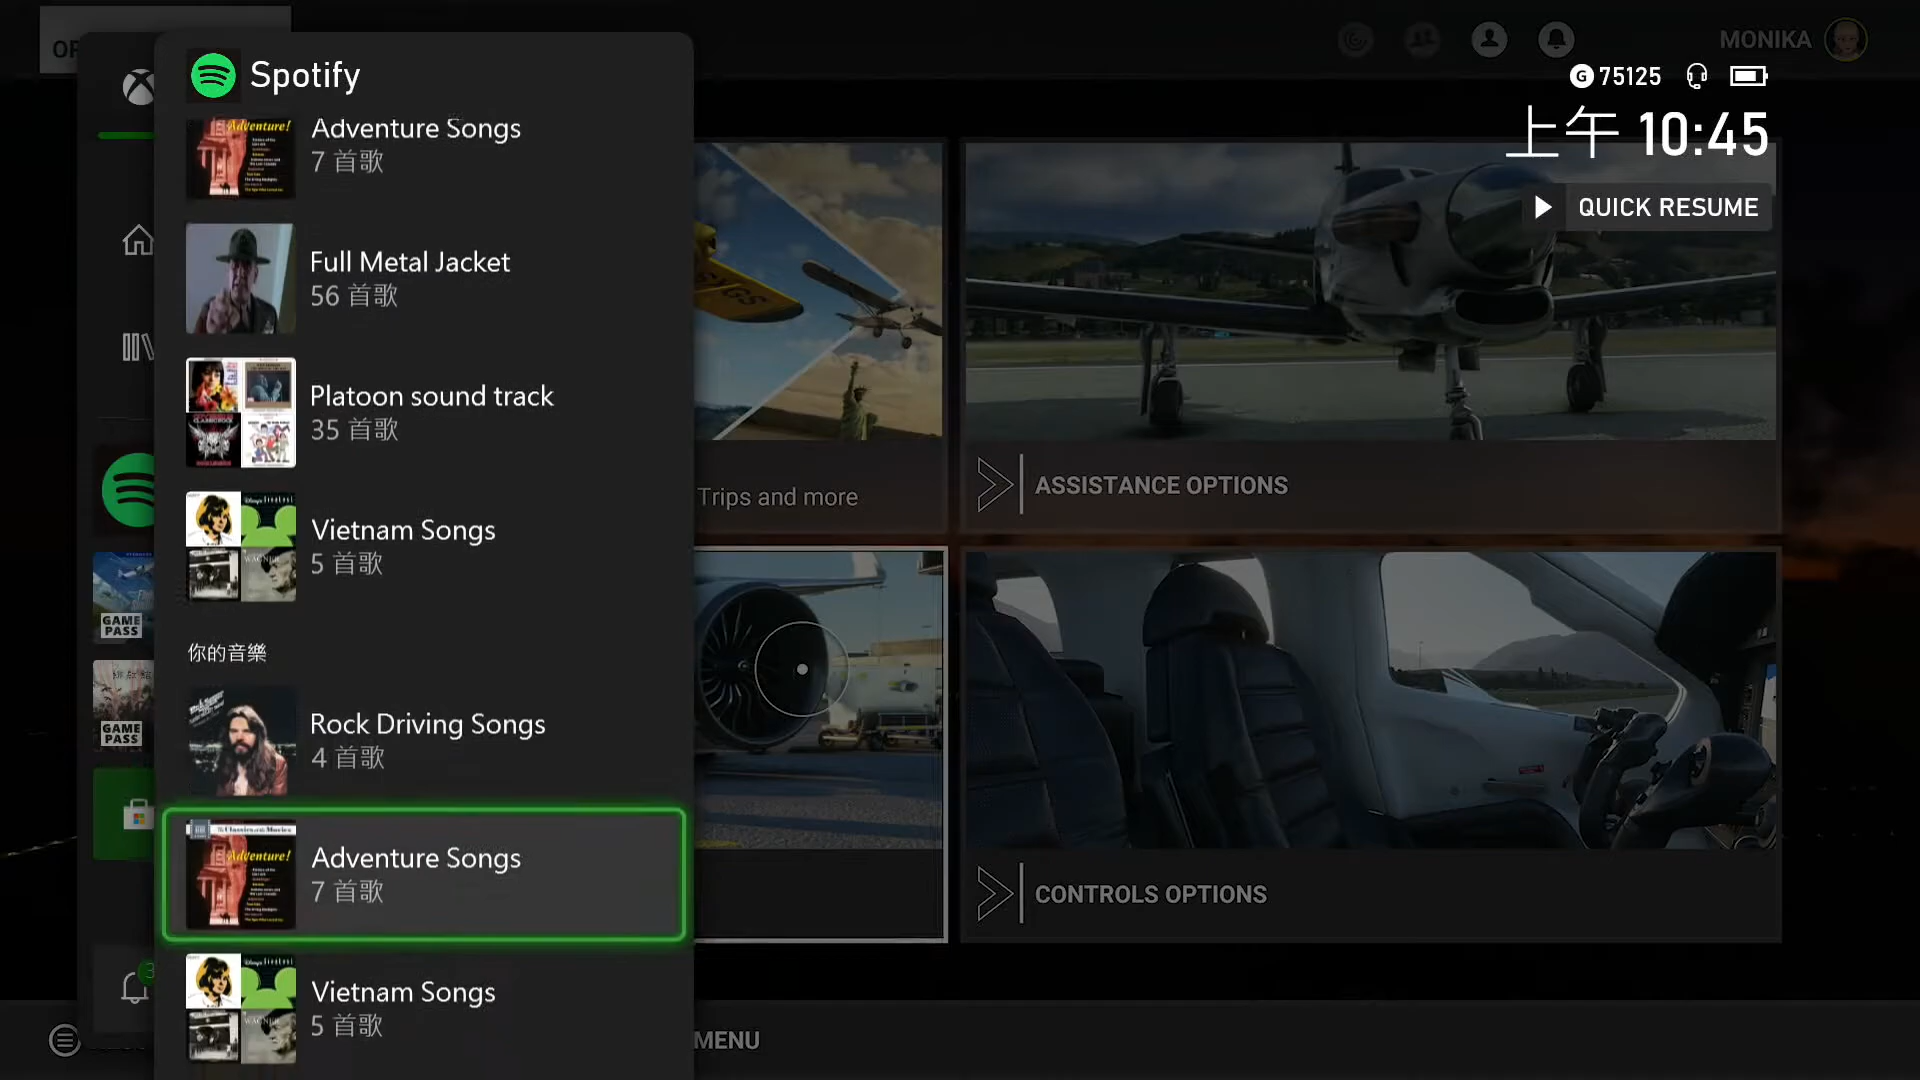 OP
Spotify
Adventure Songs
7 首歌
Full Metal Jacket
56 首歌
Platoon sound track
35 首歌
Vietnam Songs
5 首歌
你的音樂
Rock Driving Songs
4 首歌
Adventure!
Adventure Songs
7 首歌
Vietnam Songs
5 首歌
GAME
PASS
GAME
PASS
3
MONIKA
G 75125
上午 10:45
QUICK RESUME
Trips and more
ASSISTANCE OPTIONS
CONTROLS OPTIONS
MENU